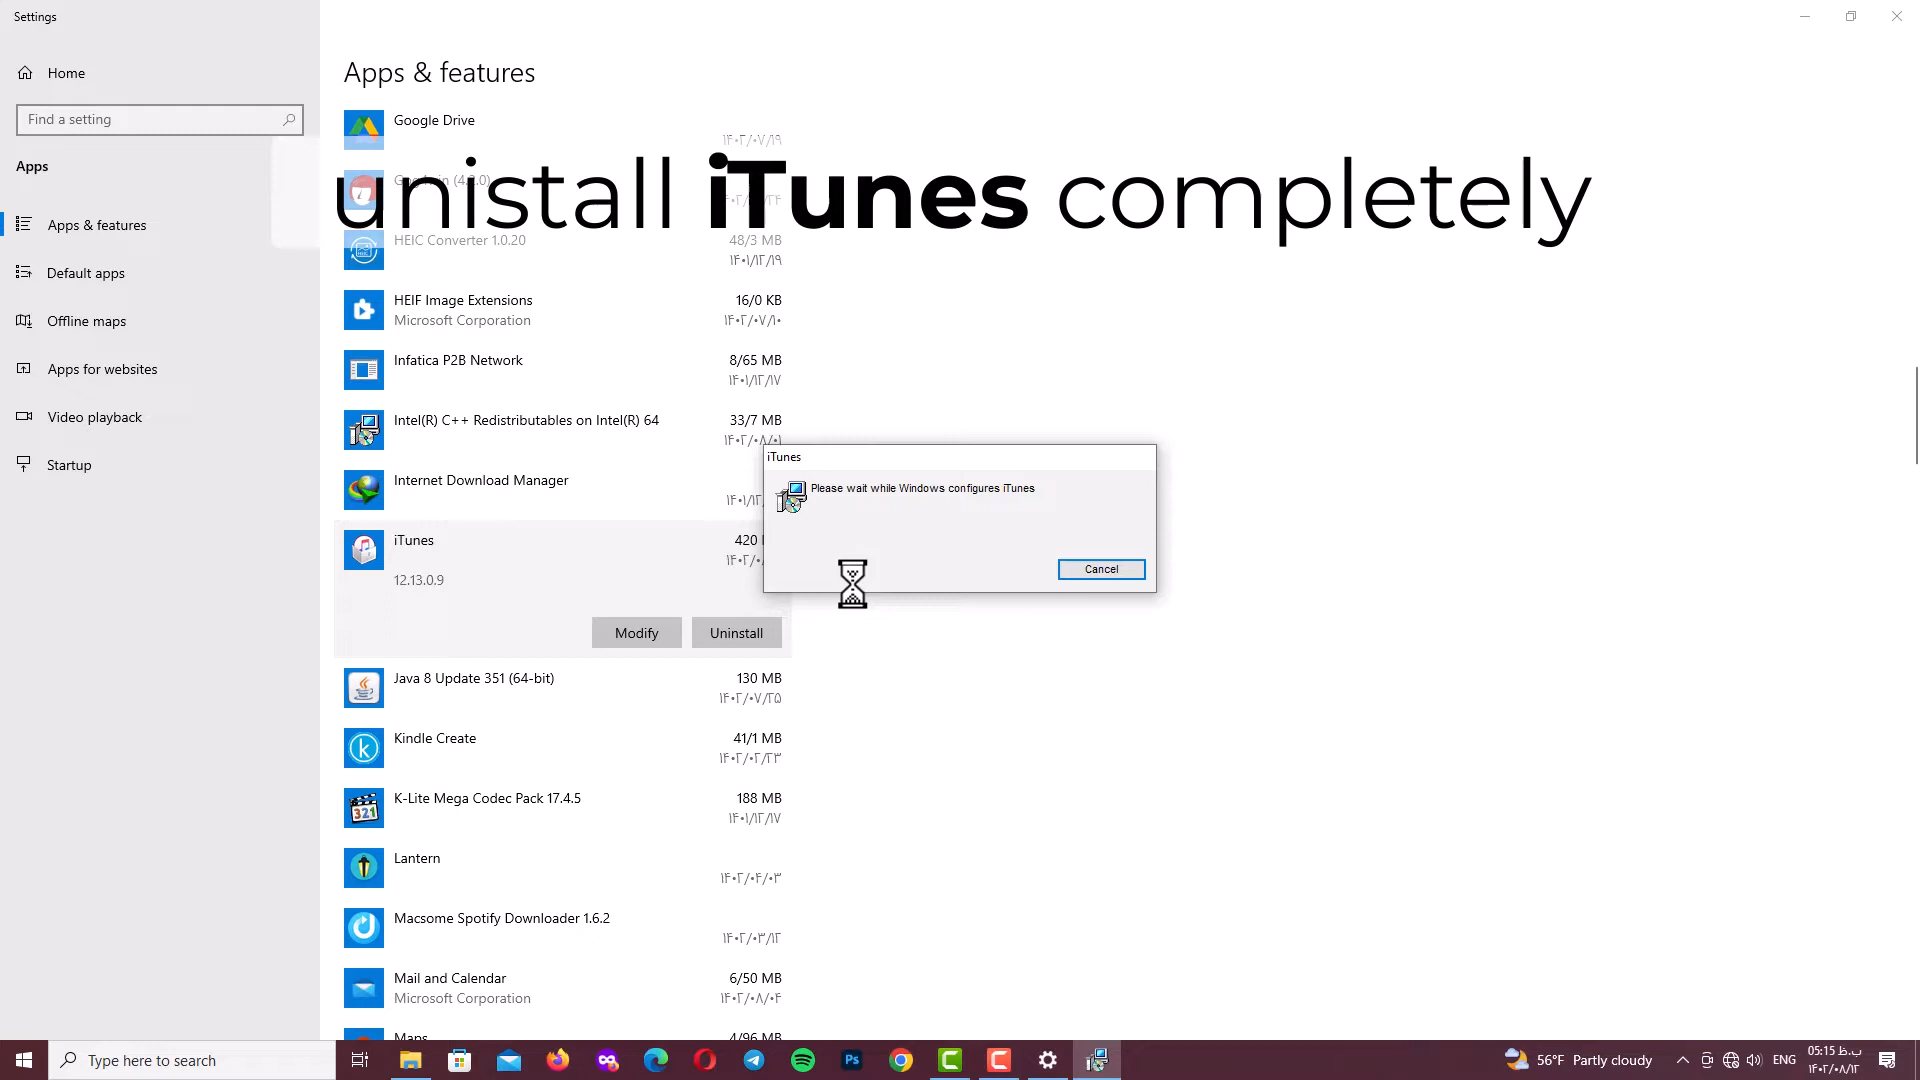 Settings
Home
Find a setting
Apps
Apps & features
Default apps
Offline maps
Apps for websites
Video playback
Startup
Apps & features
Google Drive
۱۴۰۲/۰۷/۱۹
unistall iTunes completely
HEIC Converter 1.0.20
48/3 MB
۱۴۰۱/۱۲/۱۹
HEIF Image Extensions
16/0 KB
Microsoft Corporation
۱۴۰۲/۰۷/۱۰
Infatica P2B Network
8/65 MB
۱۴۰۱/۱۲/۱۷
Intel(R) C++ Redistributables on Intel(R) 64
33/7 MB
۱۴۰۲/۰۸/۰۱
Internet Download Manager
iTunes
420
12.13.0.9
Modify
Uninstall
iTunes
Please wait while Windows configures iTunes
Cancel
Java 8 Update 351 (64-bit)
130 MB
۱۴۰۲/۰۷/۲۵
Kindle Create
41/1 MB
۱۴۰۲/۰۲/۲۳
K-Lite Mega Codec Pack 17.4.5
188 MB
۱۴۰۱/۱۲/۱۷
Lantern
۱۴۰۲/۰۴/۰۳
Macsome Spotify Downloader 1.6.2
۱۴۰۲/۰۳/۱۲
Mail and Calendar
6/50 MB
Microsoft Corporation
۱۴۰۲/۰۸/۰۴
Maps
4/96 MB
Type here to search
56°F Partly cloudy
ENG
05:15 ب.ظ
۱۴۰۲/۰۸/۱۲